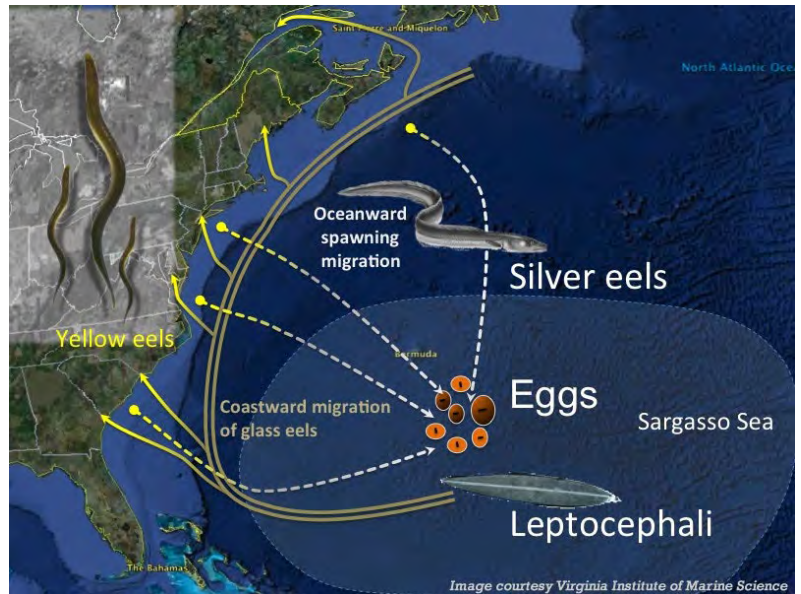 Saint Pierre and Miquelon
North Atlantic Ocea
Oceanward
spawning
migration
Silver eels
Yellow eels
Bermuda
Eggs
Coastward migration
of glass eels
Sargasso Sea
Leptocephali
The Bahamas
Image courtesy Virginia Institute of Marine Science